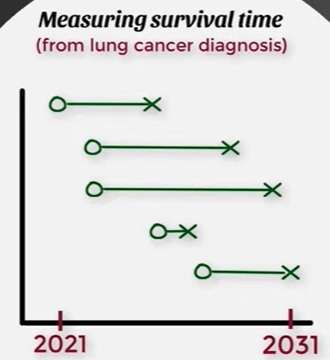 Measuring survival time
(from lung cancer diagnosis)
2021 2031